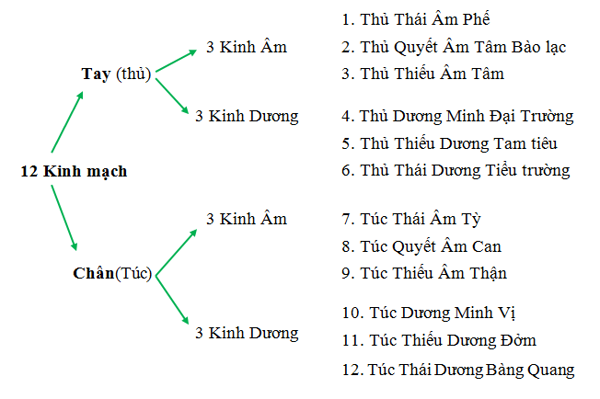 12 Kinh mạch
Tay (thủ)
3 Kinh Âm
1. Thủ Thái Âm Phế
2. Thủ Quyết Âm Tâm Bào lạc
3. Thủ Thiếu Âm Tâm
3 Kinh Dương
4. Thủ Dương Minh Đại Trường
5. Thủ Thiếu Dương Tam tiêu
6. Thủ Thái Dương Tiểu trường
Chân(Túc)
3 Kinh Âm
7. Túc Thái Âm Tỳ
8. Túc Quyết Âm Can
9. Túc Thiếu Âm Thận
3 Kinh Dương
10. Túc Dương Minh Vị
11. Túc Thiếu Dương Đởm
12. Túc Thái Dương Bàng Quang